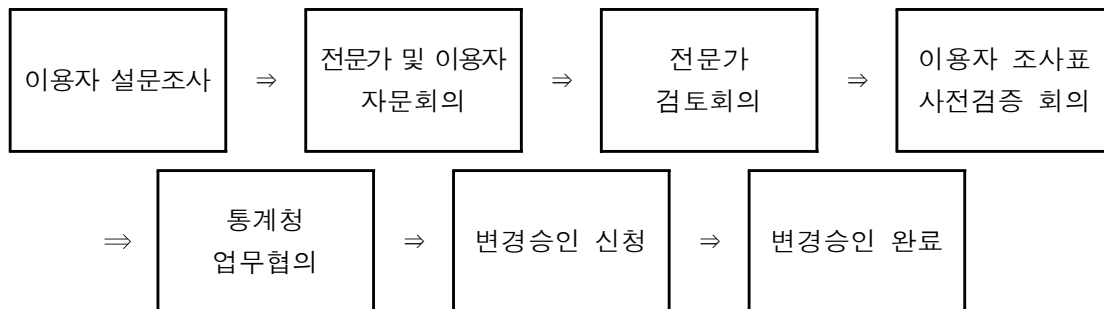 이용자 설문조사 ⇒ 전문가 및 이용자 자문회의 ⇒ 전문가 검토회의 ⇒ 이용자 조사표 사전검증 회의
⇒ 통계청 업무협의 ⇒ 변경승인 신청 ⇒ 변경승인 완료